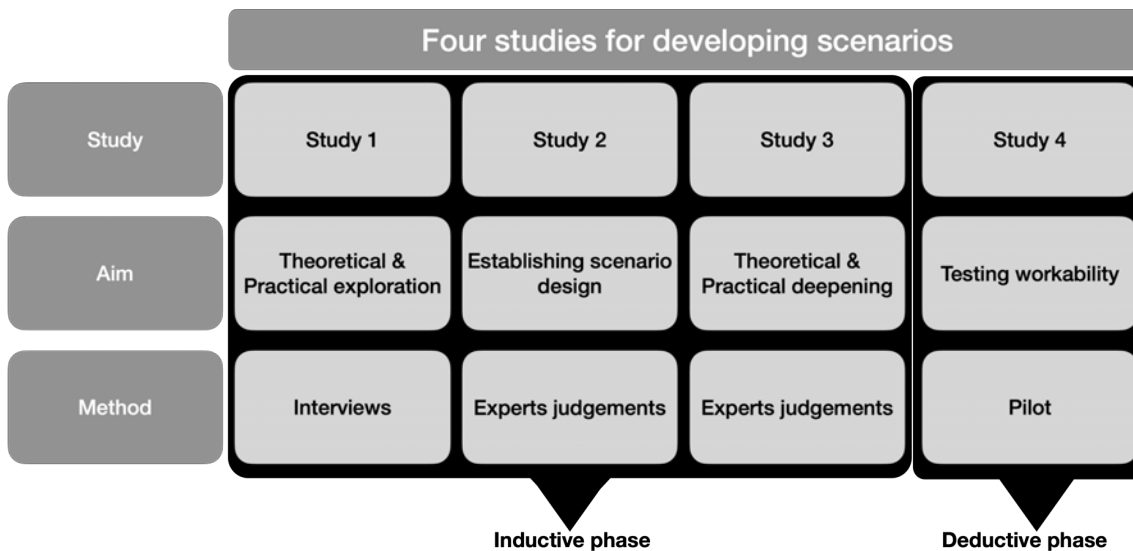 Four studies for developing scenarios
Study
Study 1
Study 2
Study 3
Study 4
Aim
Theoretical &
Practical exploration
Establishing scenario
design
Theoretical &
Practical deepening
Testing workability
Method
Interviews
Experts judgements
Experts judgements
Pilot
Inductive phase
Deductive phase